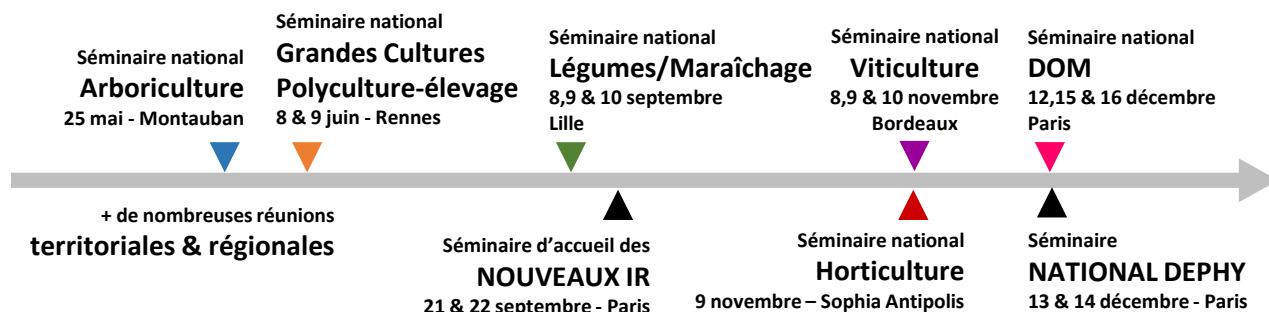 Séminaire national
Arboriculture
25 mai - Montauban
Séminaire national
Grandes Cultures
Polyculture-élevage
8 & 9 juin - Rennes
Séminaire national
Légumes/Maraîchage
8,9 & 10 septembre
Lille
Séminaire national
Viticulture
8,9 & 10 novembre
Bordeaux
Séminaire national
DOM
12,15 & 16 décembre
Paris
+ de nombreuses réunions
territoriales & régionales
Séminaire d’accueil des
NOUVEAUX IR
21 & 22 septembre - Paris
Séminaire national
Horticulture
9 novembre – Sophia Antipolis
Séminaire
NATIONAL DEPHY
13 & 14 décembre - Paris